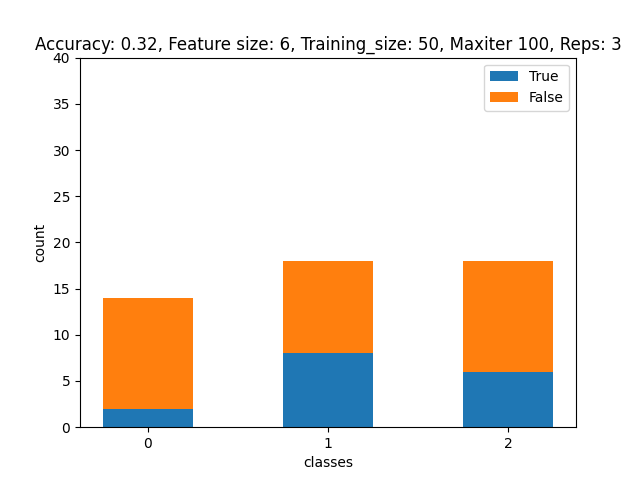 Accuracy: 0.32, Feature size: 6, Training_size: 50, Maxiter 100, Reps: 3
True
False
40
35
30
25
20
15
10
5
0
count
0 1 2
classes